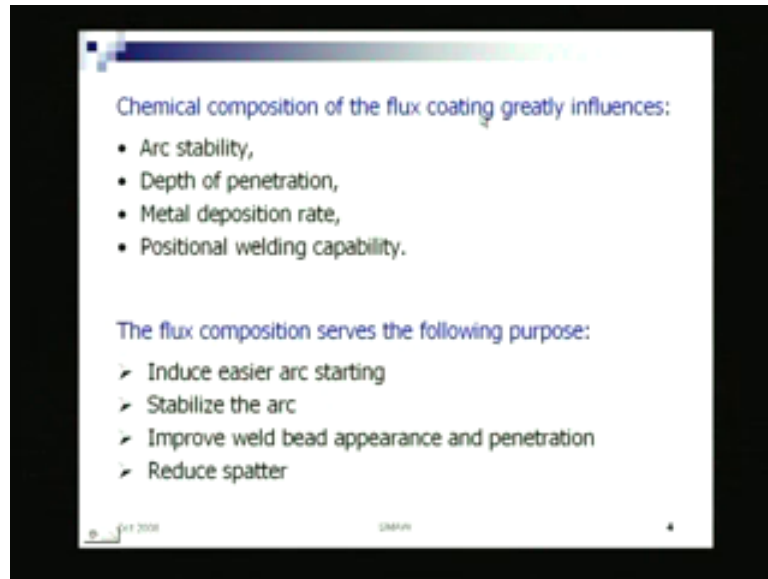 Chemical composition of the flux coating greatly influences:
• Arc stability,
• Depth of penetration,
• Metal deposition rate,
• Positional welding capability.
The flux composition serves the following purpose:
➢ Induce easier arc starting
➢ Stabilize the arc
➢ Improve weld bead appearance and penetration
➢ Reduce spatter
2008 4